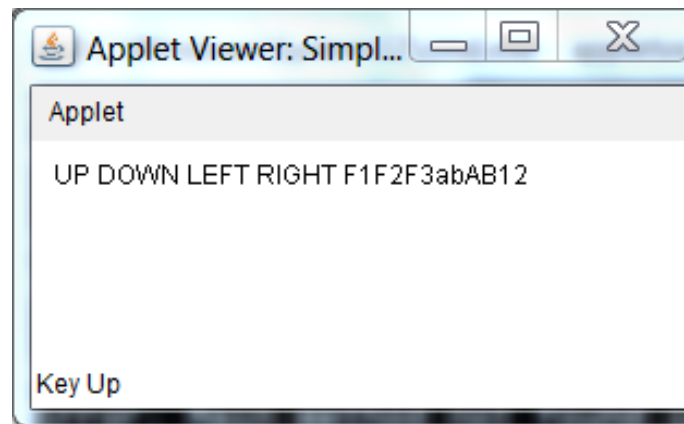 Applet Viewer: Simpl...
Applet
UP DOWN LEFT RIGHT F1F2F3abAB12
Key Up